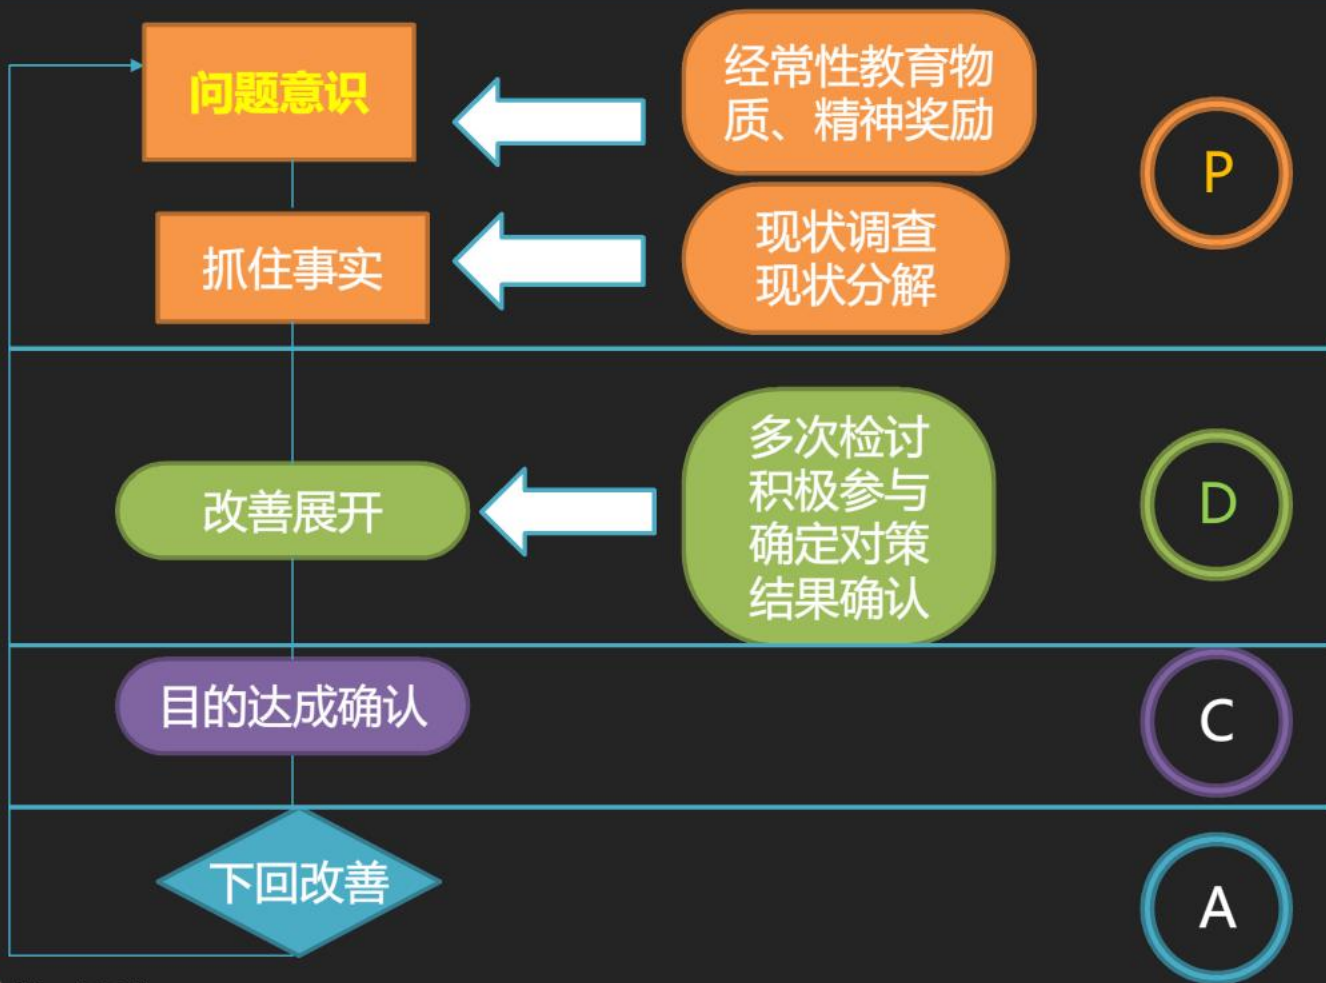 问题意识
经常性教育物
质、精神奖励
P
抓住事实
现状调查
现状分解
改善展开
多次检讨
积极参与
确定对策
结果确认
D
目的达成确认
C
下回改善
A